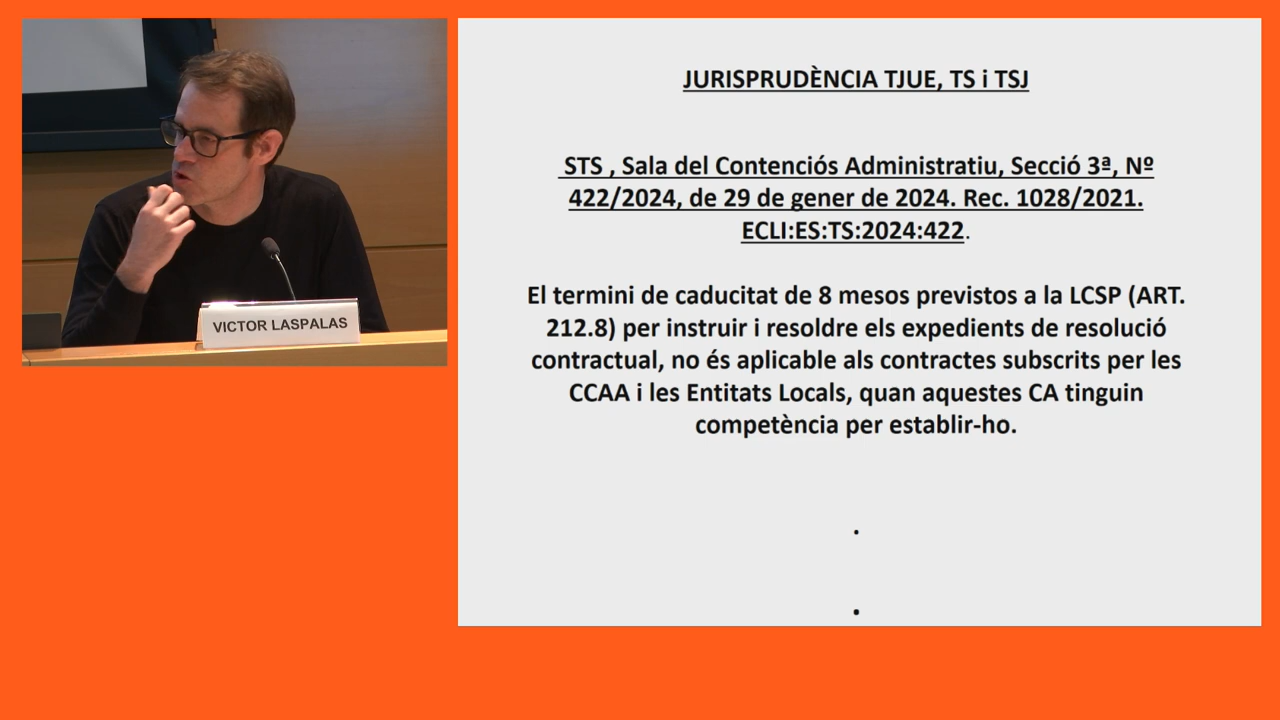 VICTOR LASPALAS
JURISPRUDÈNCIA TJUE, TS i TSJ
STS , Sala del Contenciós Administratiu, Secció 3ª, Nº
422/2024, de 29 de gener de 2024. Rec. 1028/2021.
ECLI:ES:TS:2024:422.
El termini de caducitat de 8 mesos previstos a la LCSP (ART.
212.8) per instruir i resoldre els expedients de resolució
contractual, no és aplicable als contractes subscrits per les
CCAA i les Entitats Locals, quan aquestes CA tinguin
competència per establir-ho.
.
.